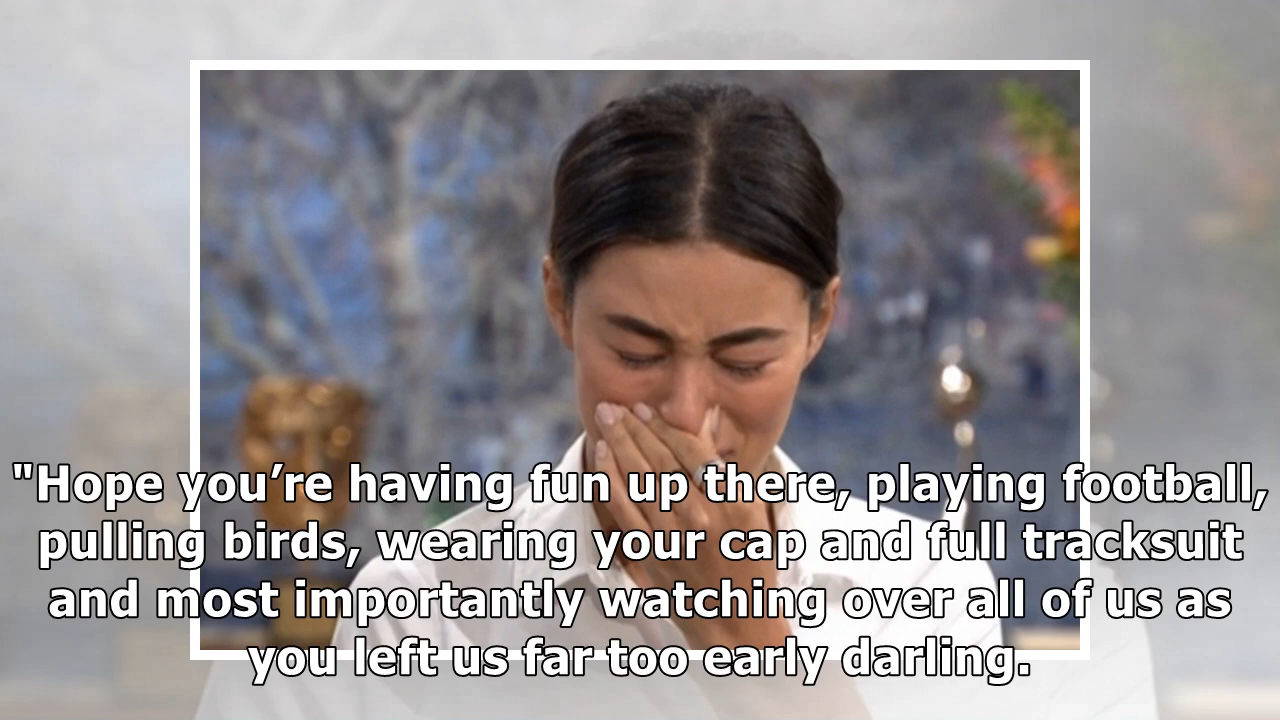 "Hope you’re having fun up there, playing football,
pulling birds, wearing your cap and full tracksuit
and most importantly watching over all of us as
you left us far too early darling.